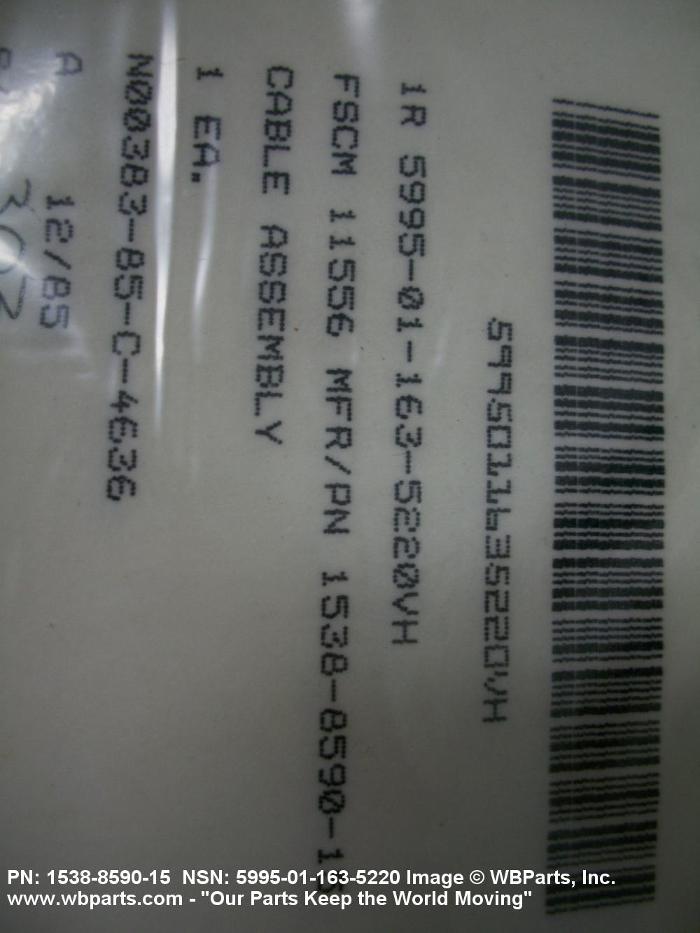 5995011635220VH
1R 5995-01-163-5220VH
FSCM 11556 MFR/PN 1538-8590-15
CABLE ASSEMBLY
1 EA.
N00383-85-C-4636
A 12/85
302
PN: 1538-8590-15 NSN: 5995-01-163-5220 Image © WBParts, Inc.
www.wbparts.com - "Our Parts Keep the World Moving"